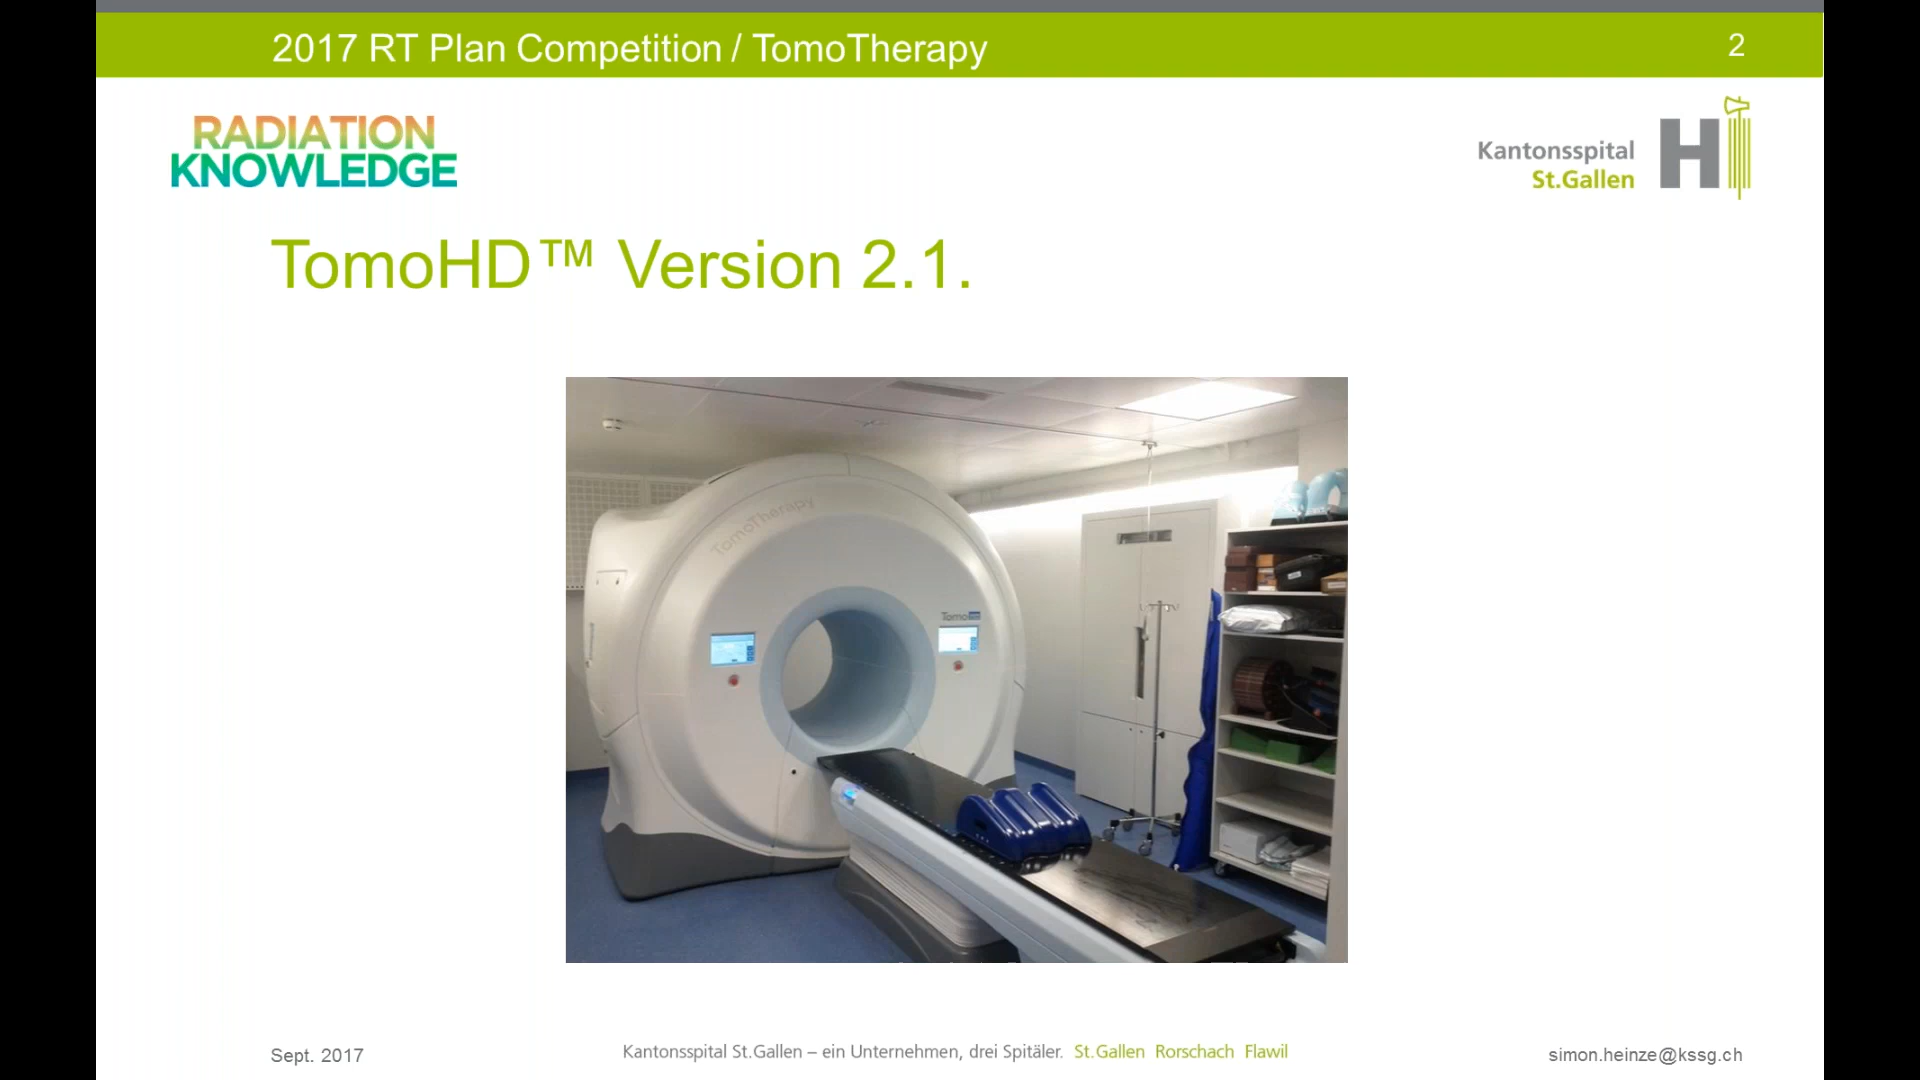 2017 RT Plan Competition / TomoTherapy
2
RADIATION
KNOWLEDGE
Kantonsspital
St.Gallen
TomoHD™ Version 2.1.
TomoTherapy
Sept. 2017
Kantonsspital St.Gallen – ein Unternehmen, drei Spitäler. St.Gallen Rorschach Flawil
simon.heinze@kssg.ch